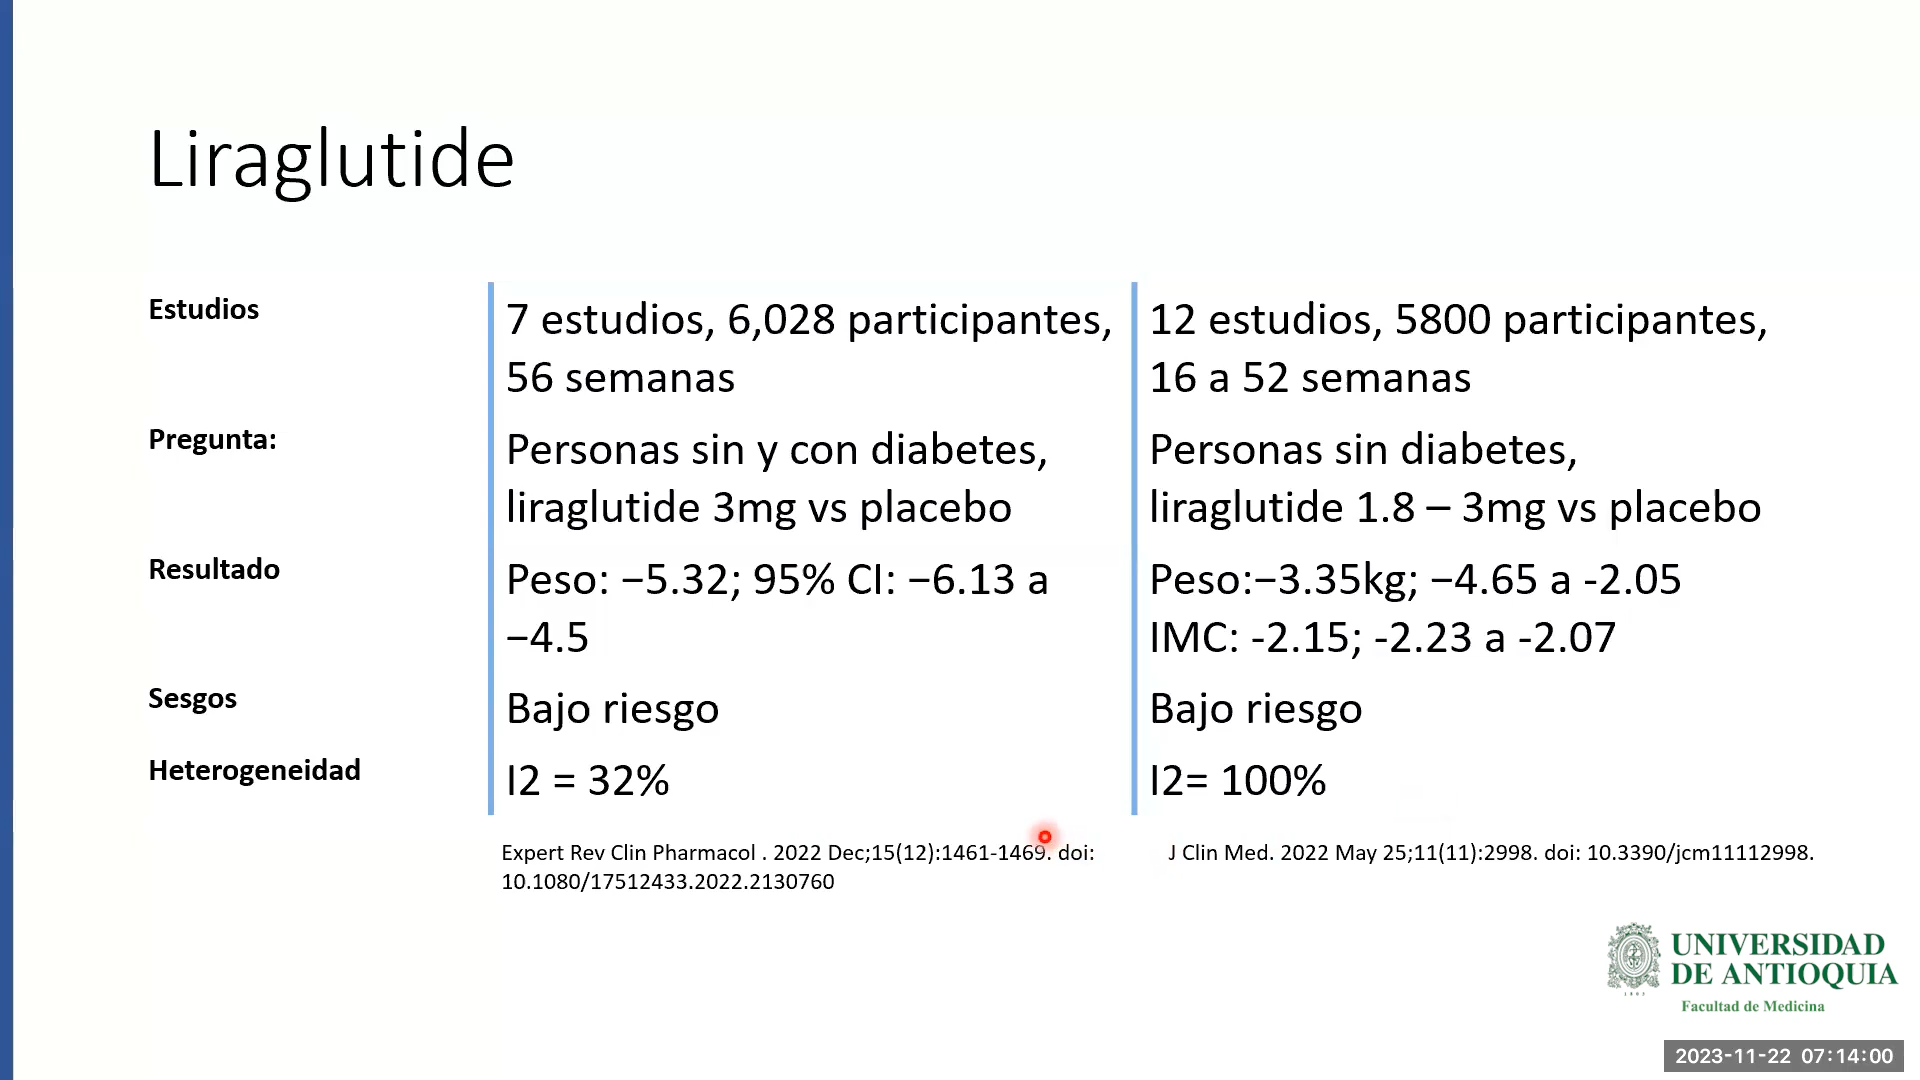 Liraglutide
Estudios
7 estudios, 6,028 participantes,
56 semanas
12 estudios, 5800 participantes,
16 a 52 semanas
Pregunta:
Personas sin y con diabetes,
liraglutide 3mg vs placebo
Personas sin diabetes,
liraglutide 1.8 – 3mg vs placebo
Resultado
Peso: −5.32; 95% CI: −6.13 a
−4.5
Peso:−3.35kg; −4.65 a -2.05
IMC: -2.15; -2.23 a -2.07
Sesgos
Bajo riesgo
Bajo riesgo
Heterogeneidad
I2 = 32%
I2= 100%
Expert Rev Clin Pharmacol . 2022 Dec;15(12):1461-1469. doi:
10.1080/17512433.2022.2130760
J Clin Med. 2022 May 25;11(11):2998. doi: 10.3390/jcm11112998.
UNIVERSIDAD
DE ANTIOQUIA
1803
Facultad de Medicina
2023-11-22 07:14:00